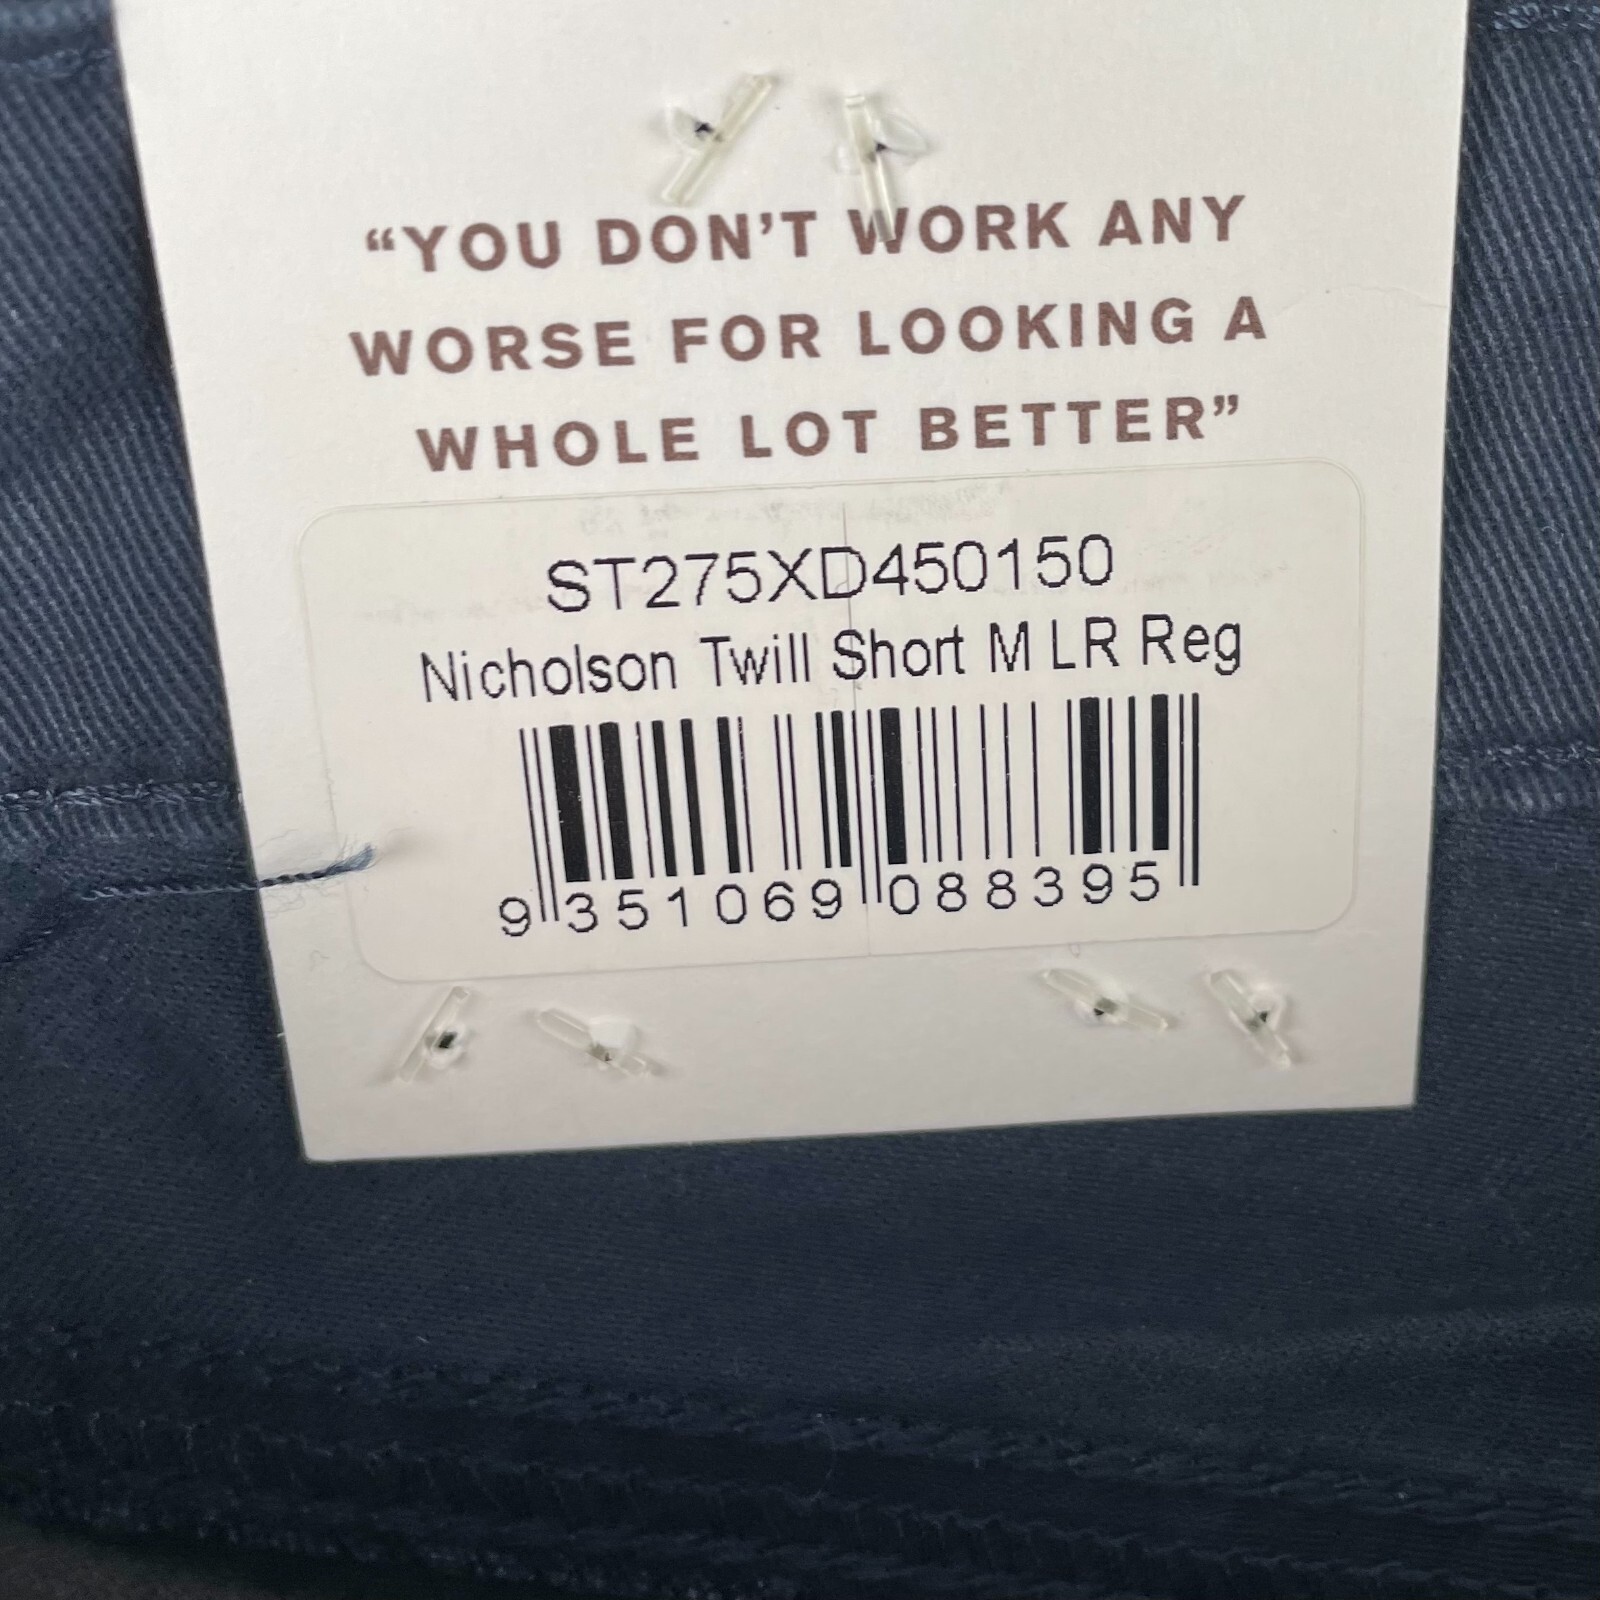 “YOU DON’T WORK ANY
WORSE FOR LOOKING A
WHOLE LOT BETTER”
ST275XD450150
Nicholson Twill Short M LR Reg
9 351069 088395